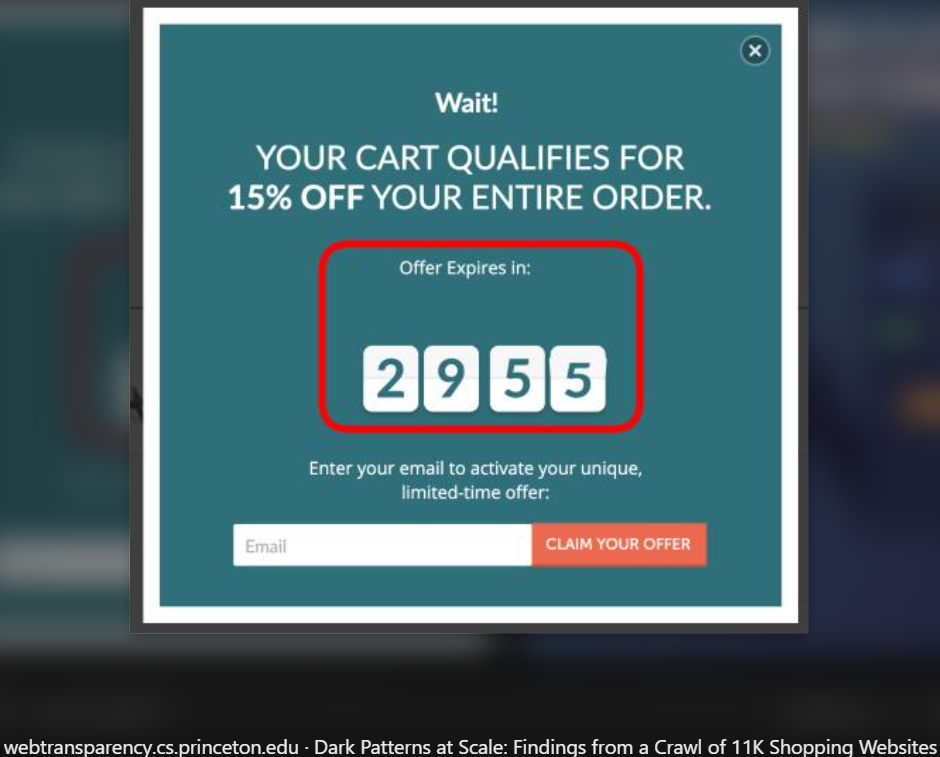 Wait!
YOUR CART QUALIFIES FOR
15% OFF YOUR ENTIRE ORDER.
Offer Expires in:
2 9 5 5
Enter your email to activate your unique,
limited-time offer:
Email
CLAIM YOUR OFFER
webtransparency.cs.princeton.edu · Dark Patterns at Scale: Findings from a Crawl of 11K Shopping Websites